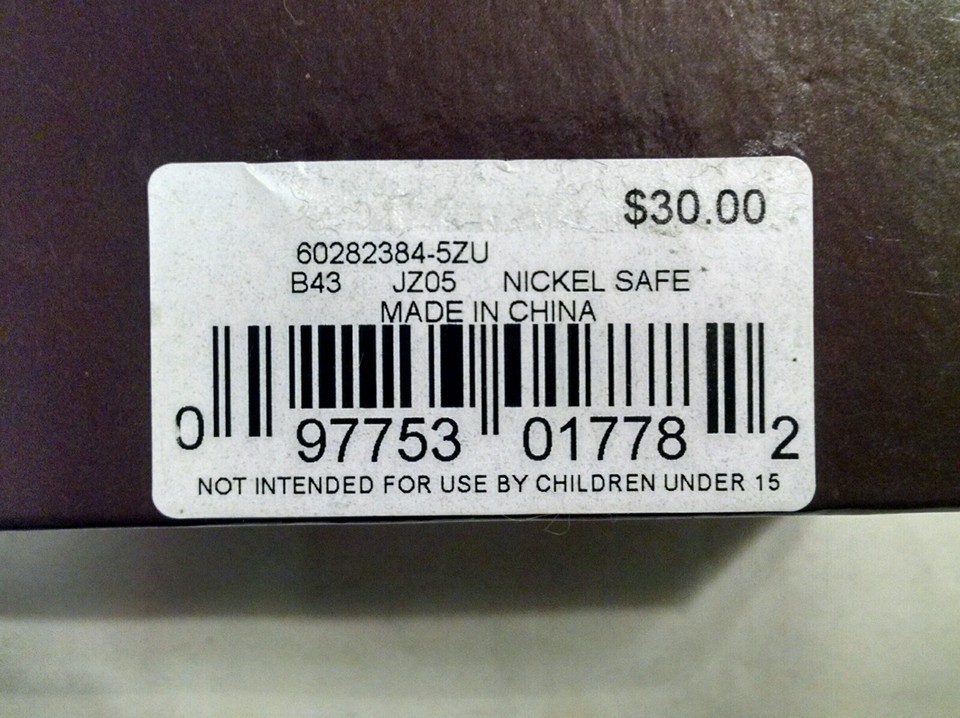 $30.00
60282384-5ZU
B43 JZ05 NICKEL SAFE
MADE IN CHINA
0 97753 01778 2
NOT INTENDED FOR USE BY CHILDREN UNDER 15